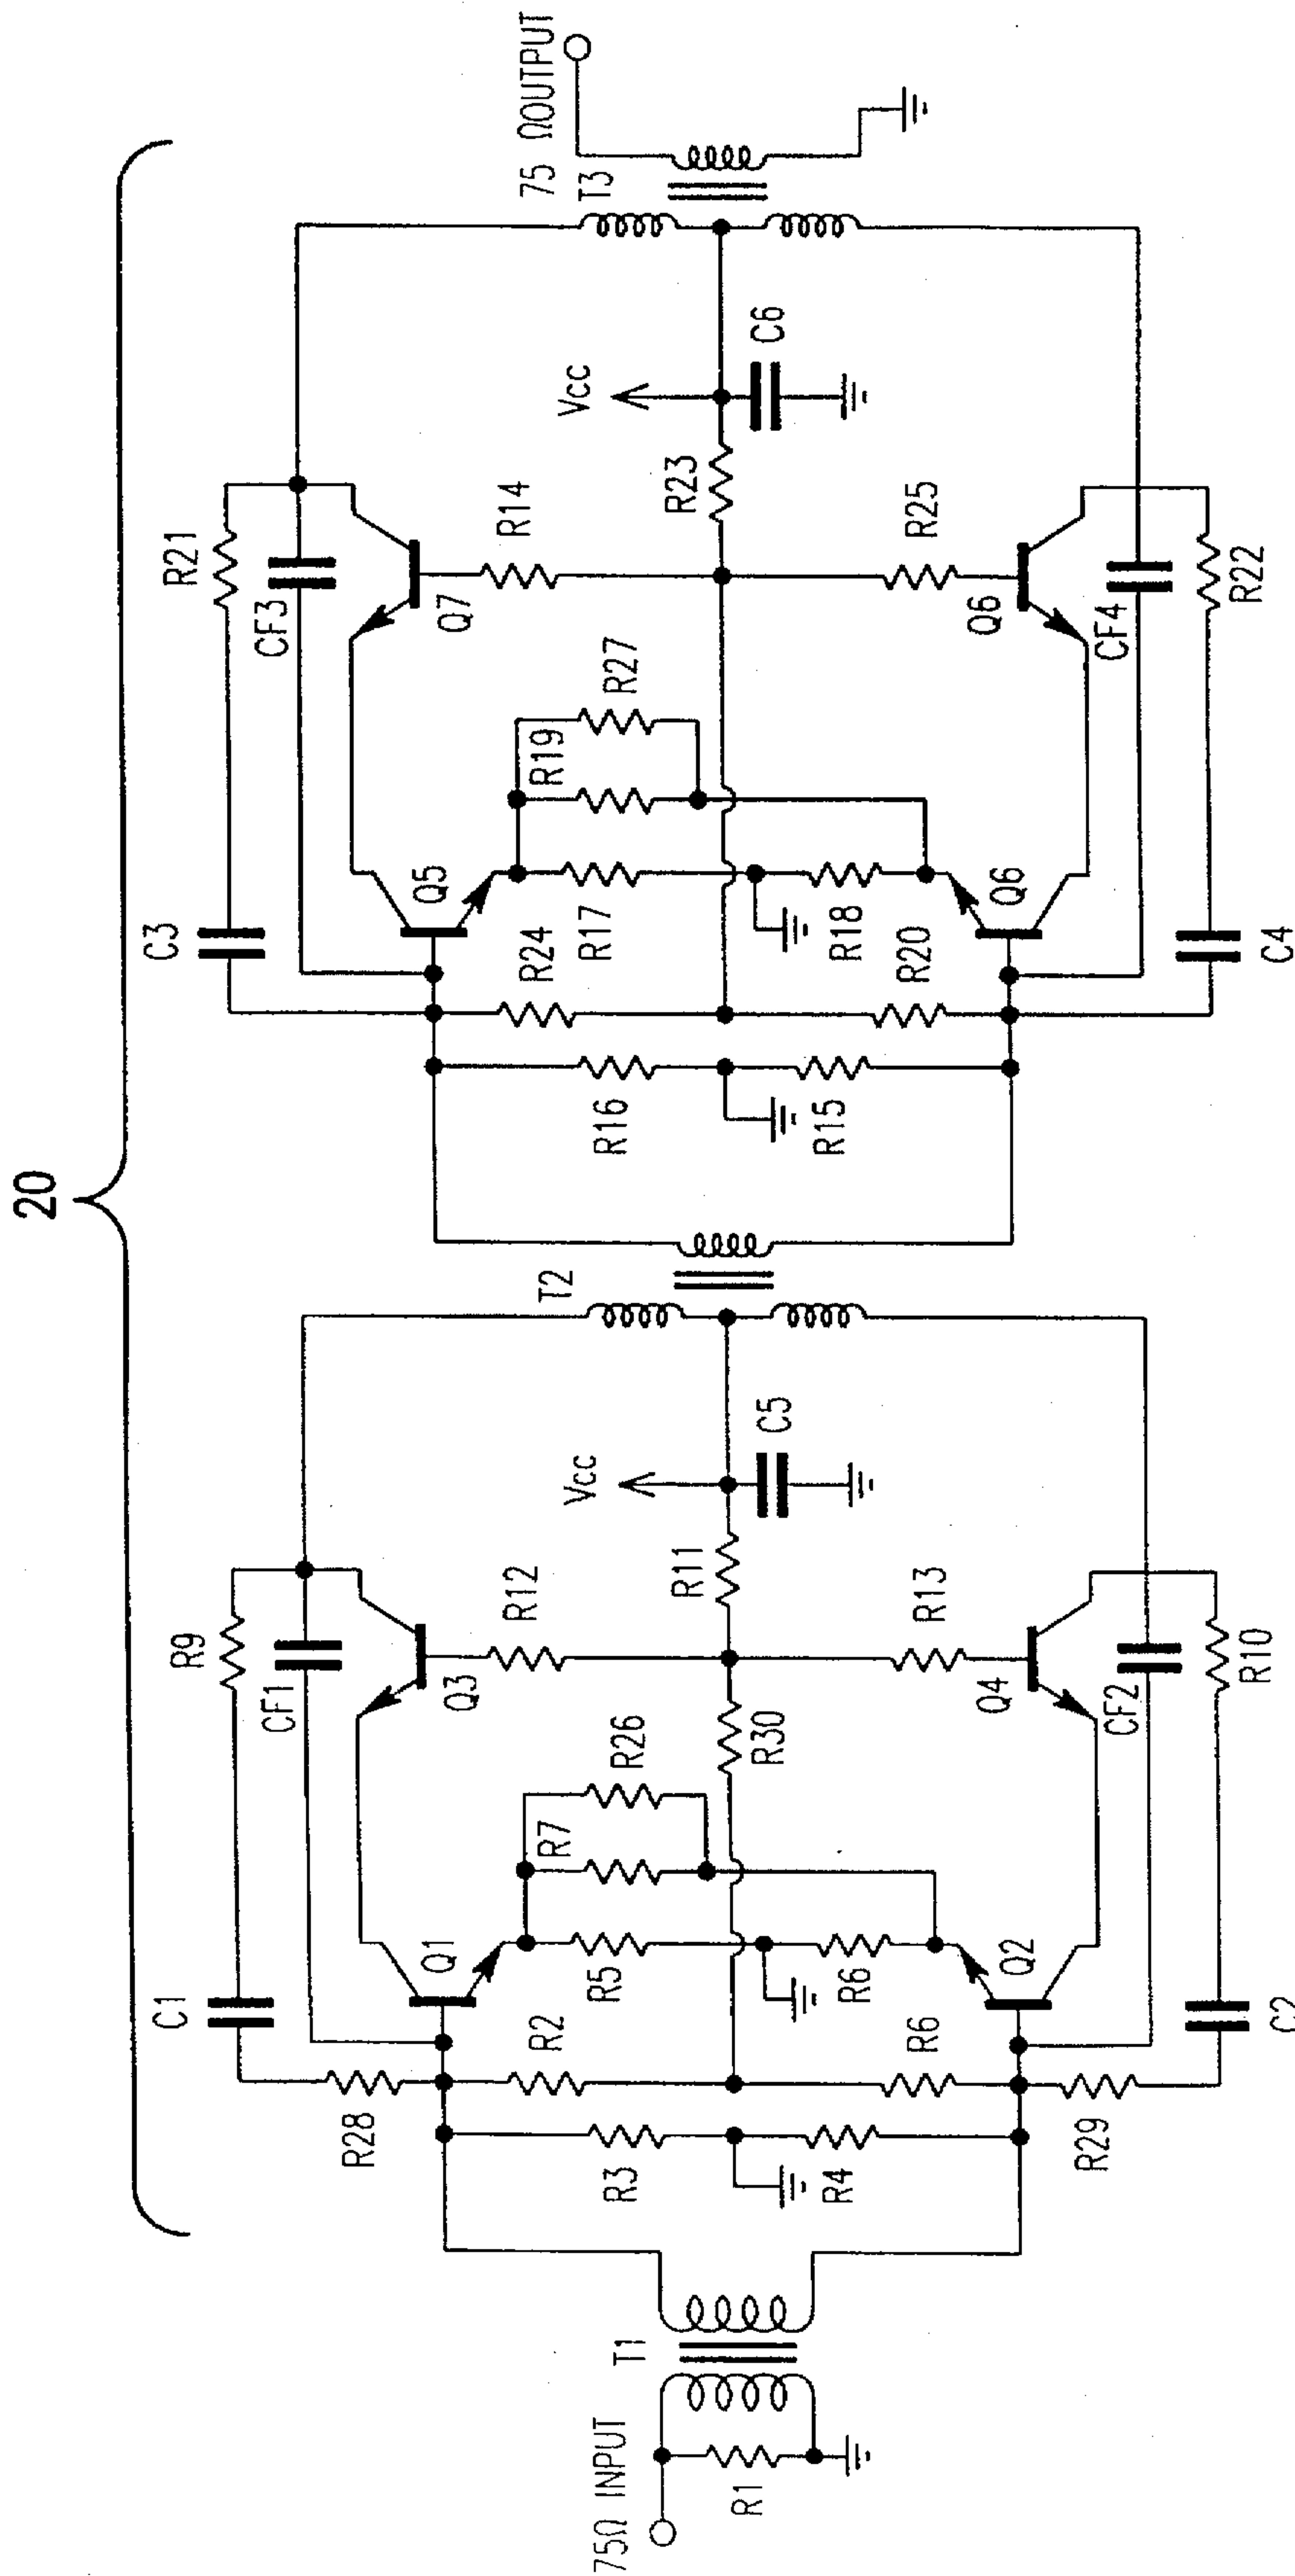 20
75Ω INPUT
R1
T1
R28
C1
R9
CF1
Q1
Q3
R3
R2
R5
R7
R26
R12
R30
R11
Vcc
C5
T2
R4
R6
R6
Q2
Q4
R13
R29
C2
CF2
R10
C3
R21
CF3
Q5
Q7
R16
R24
R17
R19
R27
R14
R23
Vcc
C6
T3
75 ΩOUTPUT
R15
R20
R18
Q6
Q6
R25
C4
CF4
R22